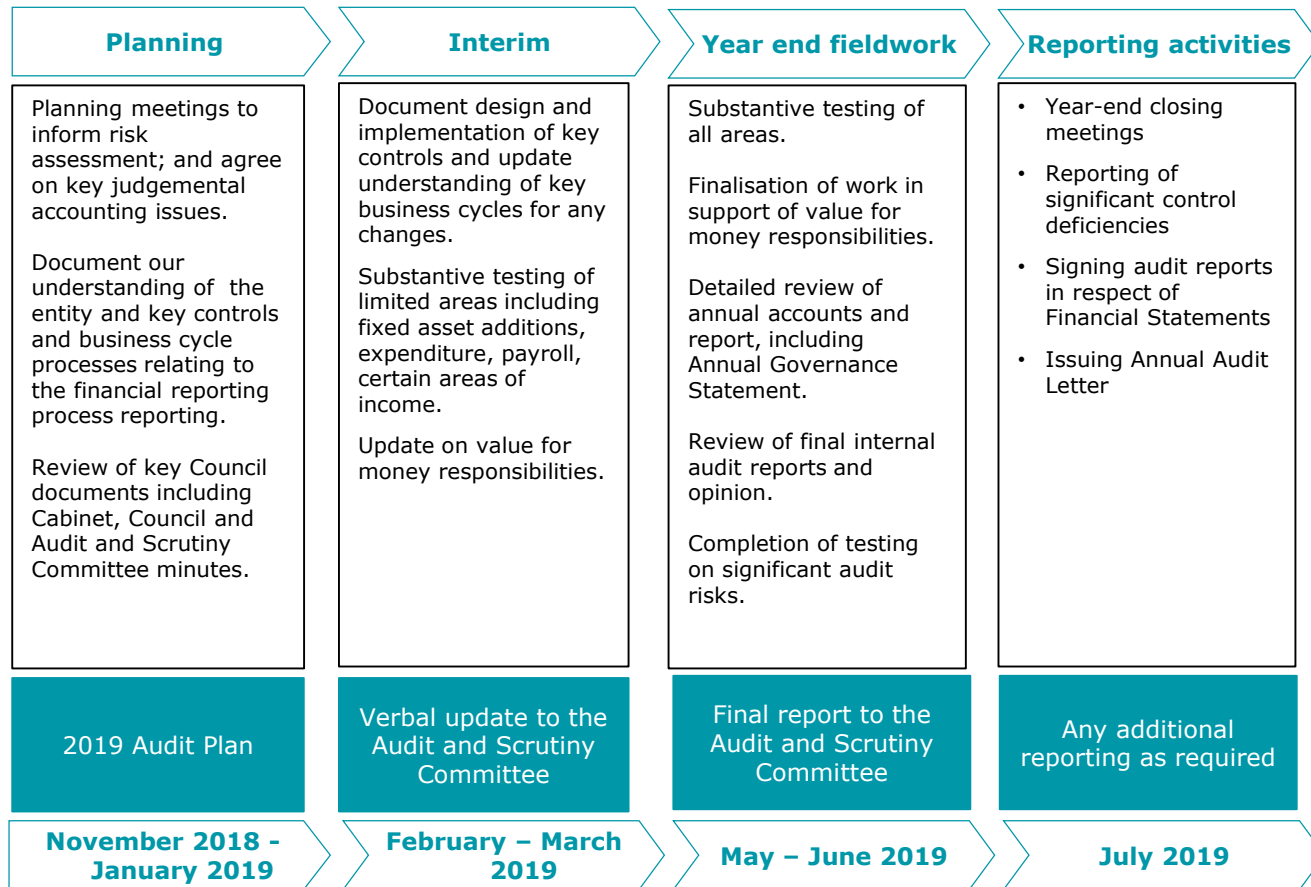 Planning
Interim
Year end fieldwork
Reporting activities
Planning meetings to
inform risk
assessment; and agree
on key judgemental
accounting issues.
Document our
understanding of the
entity and key controls
and business cycle
processes relating to
the financial reporting
process reporting.
Review of key Council
documents including
Cabinet, Council and
Audit and Scrutiny
Committee minutes.
Document design and
implementation of key
controls and update
understanding of key
business cycles for any
changes.
Substantive testing of
limited areas including
fixed asset additions,
expenditure, payroll,
certain areas of
income.
Update on value for
money responsibilities.
Substantive testing of
all areas.
Finalisation of work in
support of value for
money responsibilities.
Detailed review of
annual accounts and
report, including
Annual Governance
Statement.
Review of final internal
audit reports and
opinion.
Completion of testing
on significant audit
risks.
• Year-end closing
meetings
• Reporting of
significant control
deficiencies
• Signing audit reports
in respect of
Financial Statements
• Issuing Annual Audit
Letter
2019 Audit Plan
Verbal update to the
Audit and Scrutiny
Committee
Final report to the
Audit and Scrutiny
Committee
Any additional
reporting as required
November 2018 -
January 2019
February – March
2019
May – June 2019
July 2019